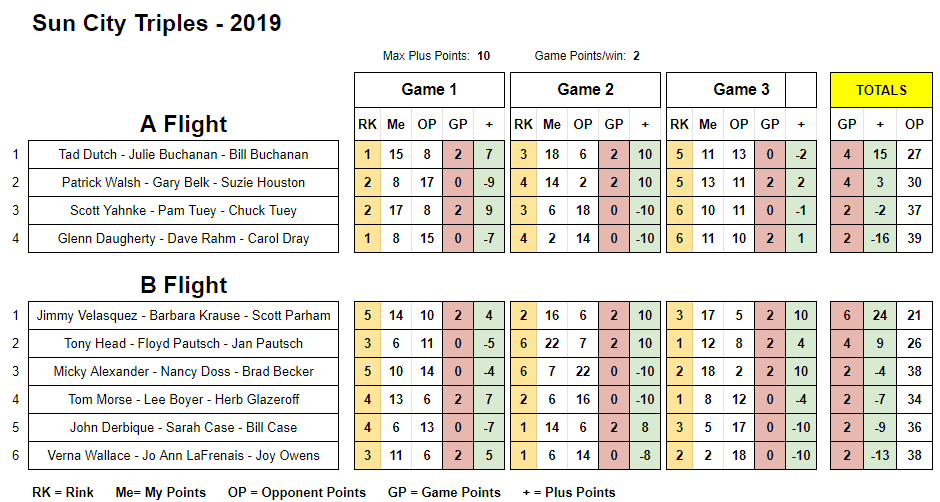 Sun City Triples - 2019
Max Plus Points: 10 Game Points/win: 2
Game 1 Game 2 Game 3 TOTALS
A Flight RK Me OP GP + RK Me OP GP + RK Me OP GP + GP + OP
1 Tad Dutch - Julie Buchanan - Bill Buchanan 1 15 8 2 7 3 18 6 2 10 5 11 13 0 -2 4 15 27
2 Patrick Walsh - Gary Belk - Suzie Houston 2 8 17 0 -9 4 14 2 2 10 5 13 11 2 2 4 3 30
3 Scott Yahnke - Pam Tuey - Chuck Tuey 2 17 8 2 9 3 6 18 0 -10 6 10 11 0 -1 2 -2 37
4 Glenn Daugherty - Dave Rahm - Carol Dray 1 8 15 0 -7 4 2 14 0 -10 6 11 10 2 1 2 -16 39
B Flight
1 Jimmy Velasquez - Barbara Krause - Scott Parham 5 14 10 2 4 2 16 6 2 10 3 17 5 2 10 6 24 21
2 Tony Head - Floyd Pautsch - Jan Pautsch 3 6 11 0 -5 6 22 7 2 10 1 12 8 2 4 4 9 26
3 Micky Alexander - Nancy Doss - Brad Becker 5 10 14 0 -4 6 7 22 0 -10 2 18 2 2 10 2 -4 38
4 Tom Morse - Lee Boyer - Herb Glazeroff 4 13 6 2 7 2 6 16 0 -10 1 8 12 0 -4 2 -7 34
5 John Derbique - Sarah Case - Bill Case 4 6 13 0 -7 1 14 6 2 8 3 5 17 0 -10 2 -9 36
6 Verna Wallace - Jo Ann LaFrenais - Joy Owens 3 11 6 2 5 1 6 14 0 -8 2 2 18 0 -10 2 -13 38
RK = Rink Me= My Points OP = Opponent Points GP = Game Points + = Plus Points